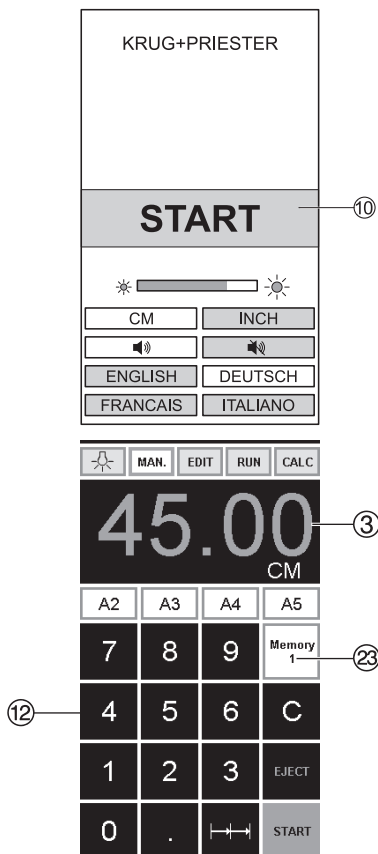 KRUG+PRIESTER
START
10
CM INCH
ENGLISH DEUTSCH
FRANCAIS ITALIANO
MAN. EDIT RUN CALC
45.00
3
CM
A2 A3 A4 A5
7 8 9 Memory
1
23
12
4 5 6 C
1 2 3 EJECT
0 . START